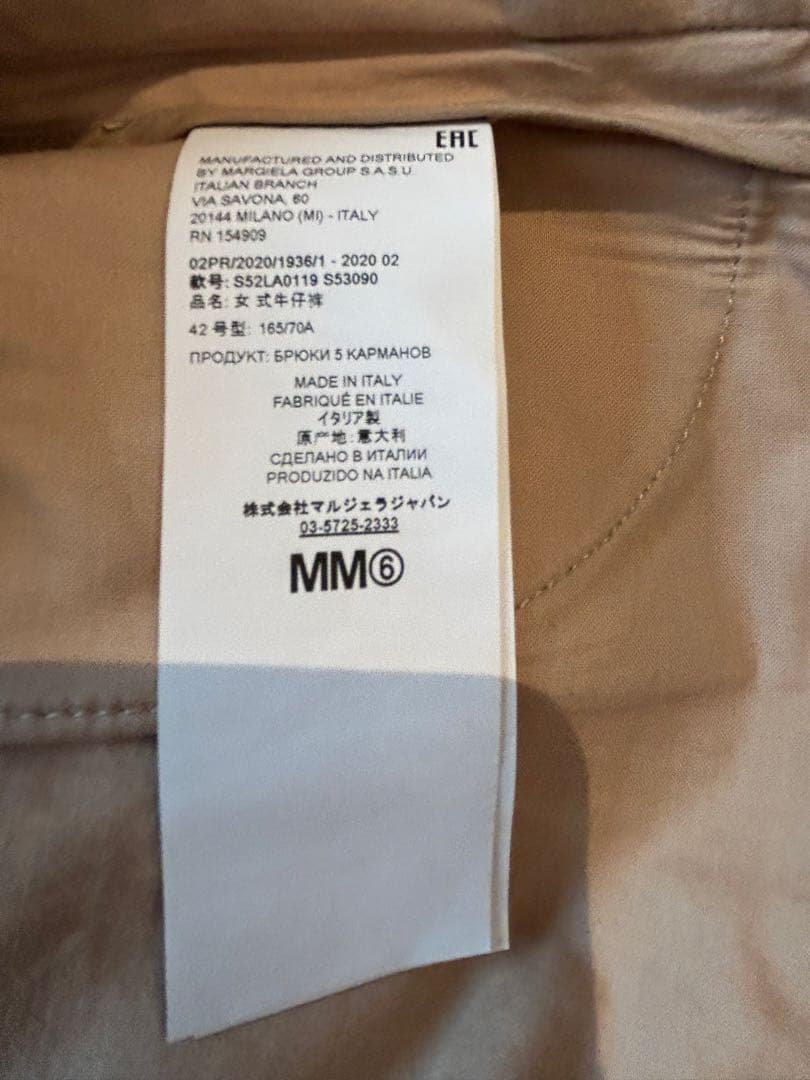 EAC
MANUFACTURED AND DISTRIBUTED
BY MARGIELA GROUP S.A.S.U.
ITALIAN BRANCH
VIA SAVONA, 60
20144 MILANO (MI) - ITALY
RN 154909
02PR/2020/1936/1 - 2020 02
款号: S52LA0119 S53090
品名: 女 式牛仔裤
42 号型: 165/70A
ПРОДУКТ: БРЮКИ 5 КАРМАНОВ
MADE IN ITALY
FABRIQUÉ EN ITALIE
イタリア製
原产地:意大利
СДЕЛАНО В ИТАЛИИ
PRODUZIDO NA ITALIA
株式会社マルジェラジャパン
03-5725-2333
MM⑥